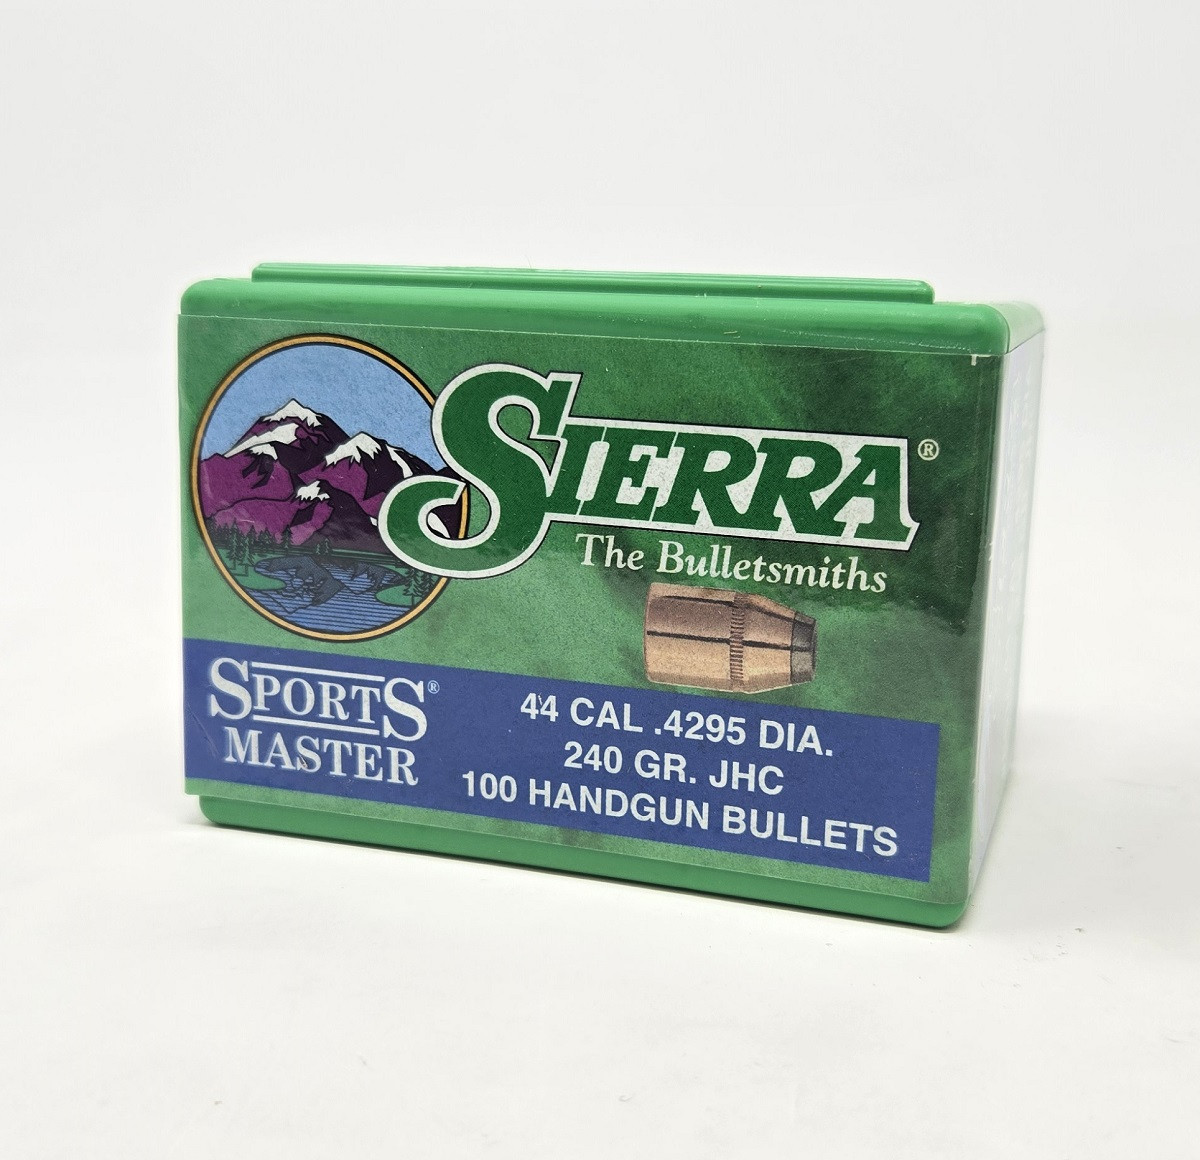 SIERRA®
The Bulletsmiths
SPORTS®
MASTER
44 CAL .4295 DIA.
240 GR. JHC
100 HANDGUN BULLETS